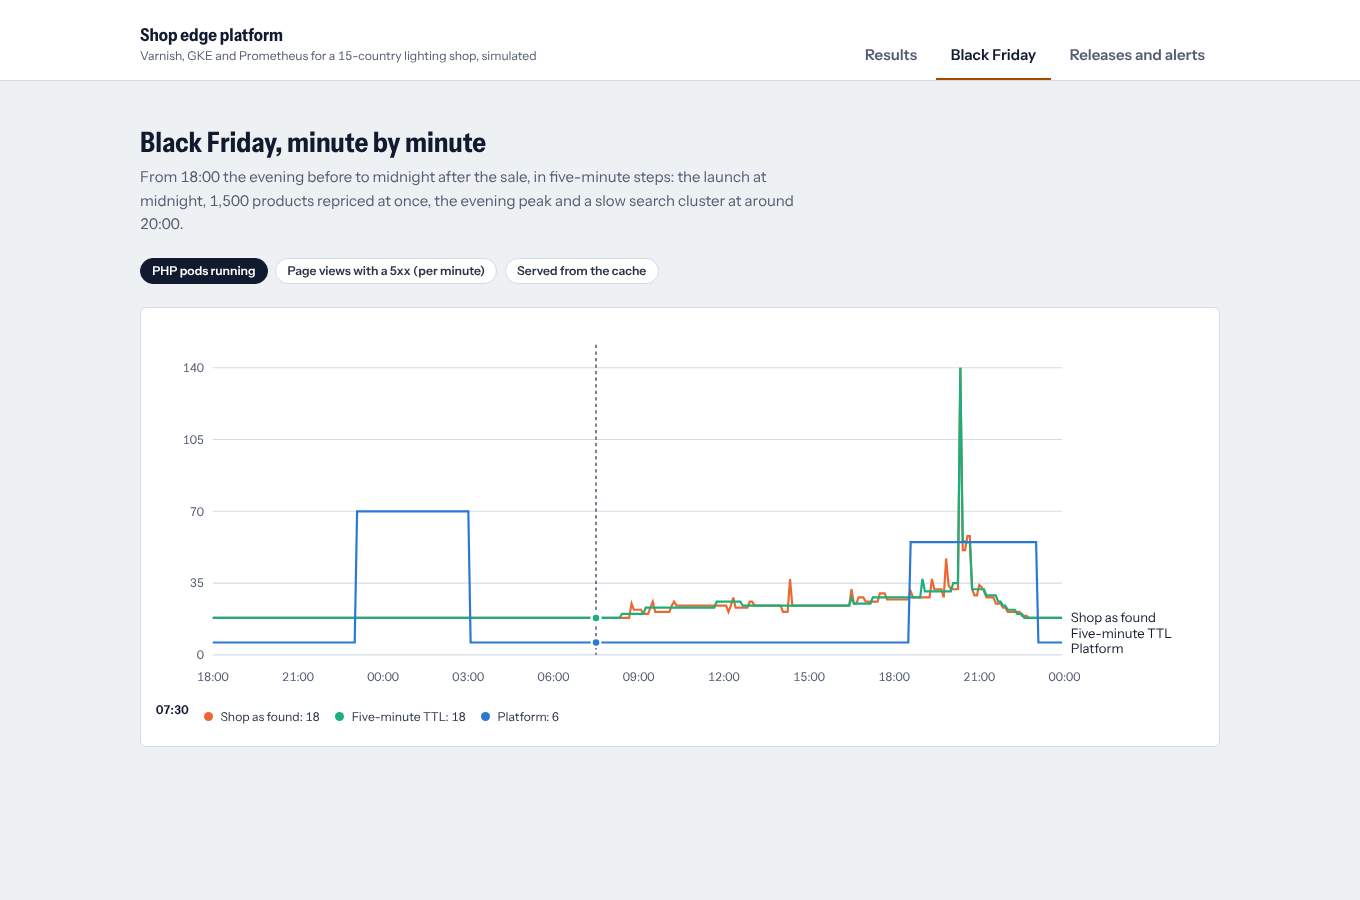 Shop edge platform
Varnish, GKE and Prometheus for a 15-country lighting shop, simulated
Results
Black Friday
Releases and alerts
Black Friday, minute by minute
From 18:00 the evening before to midnight after the sale, in five-minute steps: the launch at
midnight, 1,500 products repriced at once, the evening peak and a slow search cluster at around
20:00.
PHP pods running
Page views with a 5xx (per minute)
Served from the cache
140
105
70
35
0
18:00
21:00
00:00
03:00
06:00
09:00
12:00
15:00
18:00
21:00
00:00
Shop as found
Five-minute TTL
Platform
07:30
Shop as found: 18
Five-minute TTL: 18
Platform: 6